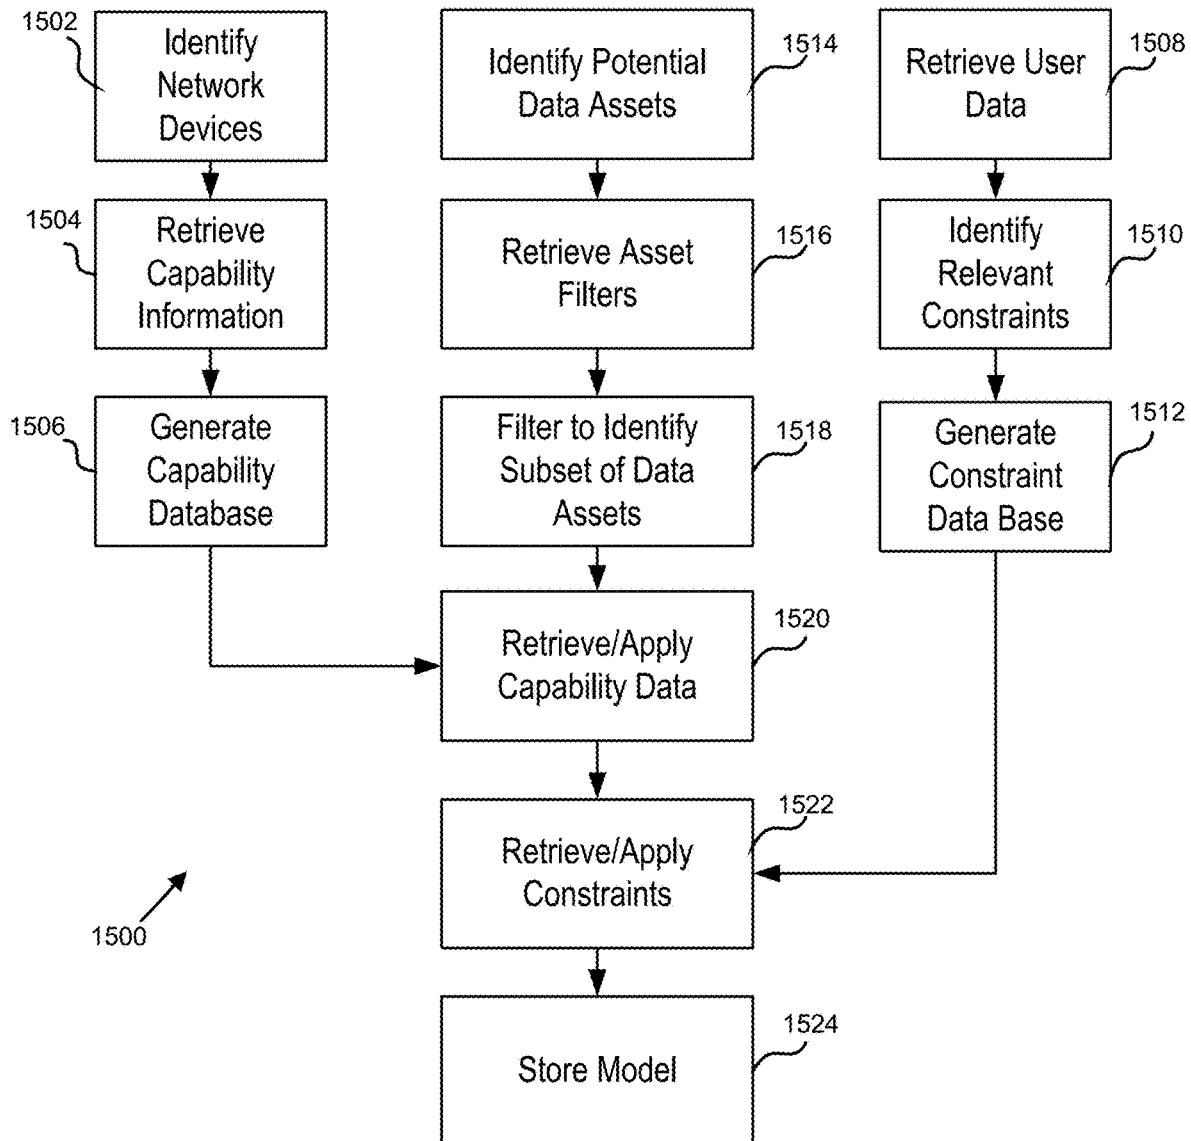 1502
Identify
Network
Devices
1504
Retrieve
Capability
Information
1506
Generate
Capability
Database
Identify Potential
Data Assets
1514
Retrieve Asset
Filters
1516
Filter to Identify
Subset of Data
Assets
1518
Retrieve User
Data
1508
Identify
Relevant
Constraints
1510
Generate
Constraint
Data Base
1512
Retrieve/Apply
Capability Data
1520
Retrieve/Apply
Constraints
1522
Store Model
1524
1500